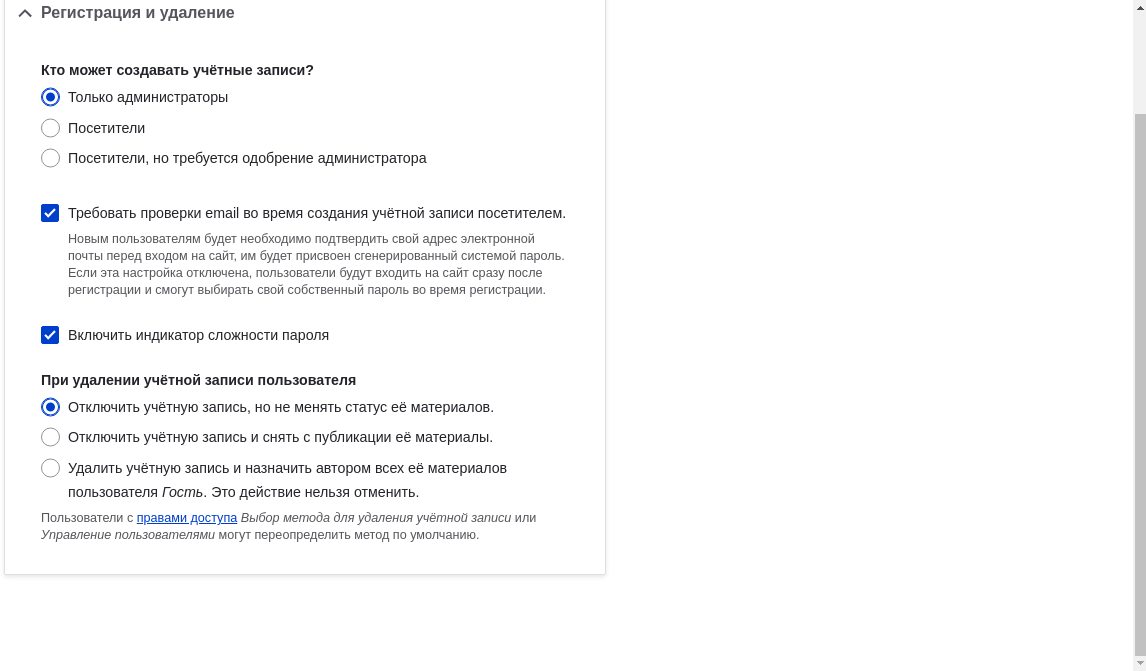 Регистрация и удаление
Кто может создавать учётные записи?
Только администраторы
Посетители
Посетители, но требуется одобрение администратора
Требовать проверки email во время создания учётной записи посетителем.
Новым пользователям будет необходимо подтвердить свой адрес электронной
почты перед входом на сайт, им будет присвоен сгенерированный системой пароль.
Если эта настройка отключена, пользователи будут входить на сайт сразу после
регистрации и смогут выбирать свой собственный пароль во время регистрации.
Включить индикатор сложности пароля
При удалении учётной записи пользователя
Отключить учётную запись, но не менять статус её материалов.
Отключить учётную запись и снять с публикации её материалы.
Удалить учётную запись и назначить автором всех её материалов
пользователя Гость. Это действие нельзя отменить.
Пользователи с правами доступа Выбор метода для удаления учётной записи или
Управление пользователями могут переопределить метод по умолчанию.